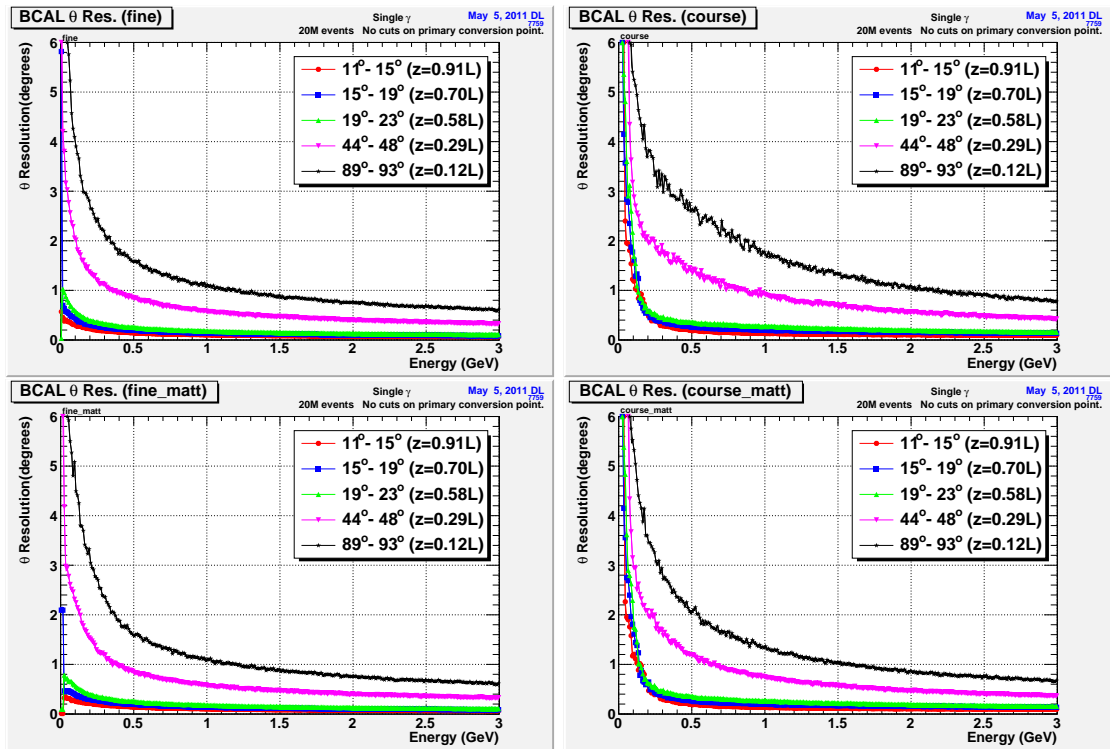 BCAL θ Res. (fine)
Single γ
May 5, 2011 DL
7759
20M events No cuts on primary conversion point.
fine
θ Resolution(degrees)
6
5
4
3
2
1
0
11°- 15° (z=0.91L)
15°- 19° (z=0.70L)
19°- 23° (z=0.58L)
44°- 48° (z=0.29L)
89°- 93° (z=0.12L)
0 0.5 1 1.5 2 2.5 3
Energy (GeV)
BCAL θ Res. (course)
Single γ
May 5, 2011 DL
7759
20M events No cuts on primary conversion point.
course
θ Resolution(degrees)
6
5
4
3
2
1
0
11°- 15° (z=0.91L)
15°- 19° (z=0.70L)
19°- 23° (z=0.58L)
44°- 48° (z=0.29L)
89°- 93° (z=0.12L)
0 0.5 1 1.5 2 2.5 3
Energy (GeV)
BCAL θ Res. (fine_matt)
Single γ
May 5, 2011 DL
7759
20M events No cuts on primary conversion point.
fine_matt
θ Resolution(degrees)
6
5
4
3
2
1
0
11°- 15° (z=0.91L)
15°- 19° (z=0.70L)
19°- 23° (z=0.58L)
44°- 48° (z=0.29L)
89°- 93° (z=0.12L)
0 0.5 1 1.5 2 2.5 3
Energy (GeV)
BCAL θ Res. (course_matt)
Single γ
May 5, 2011 DL
7759
20M events No cuts on primary conversion point.
course_matt
θ Resolution(degrees)
6
5
4
3
2
1
0
11°- 15° (z=0.91L)
15°- 19° (z=0.70L)
19°- 23° (z=0.58L)
44°- 48° (z=0.29L)
89°- 93° (z=0.12L)
0 0.5 1 1.5 2 2.5 3
Energy (GeV)